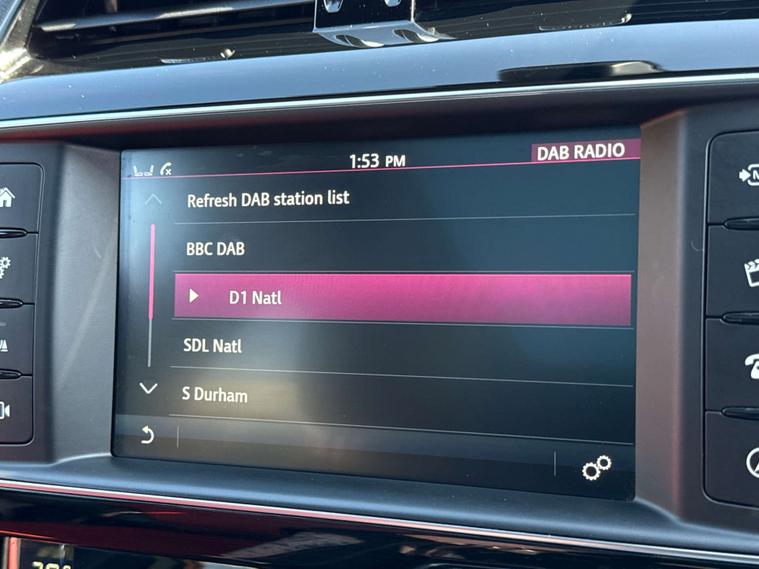 1:53 PM
DAB RADIO
Refresh DAB station list
BBC DAB
D1 Natl
SDL Natl
S Durham